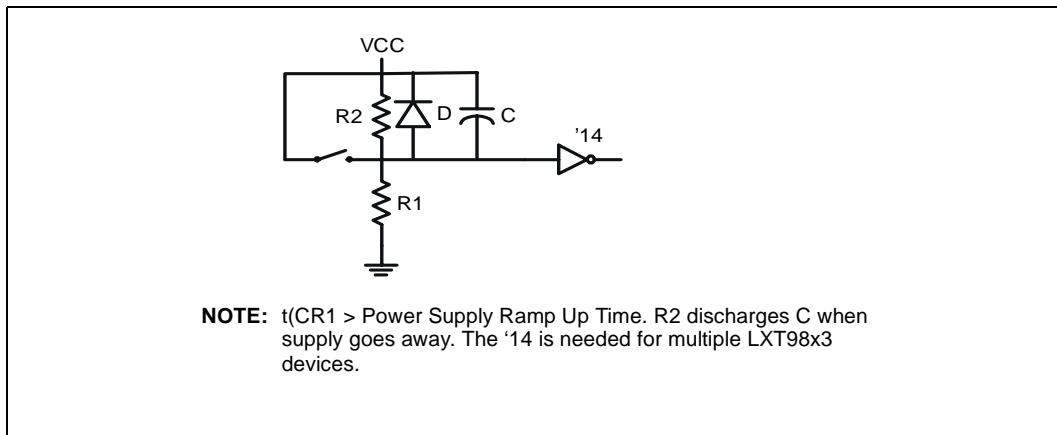 VCC
R2
D
C
’14
R1
NOTE: t(CR1 > Power Supply Ramp Up Time. R2 discharges C when
supply goes away. The ‘14 is needed for multiple LXT98x3
devices.